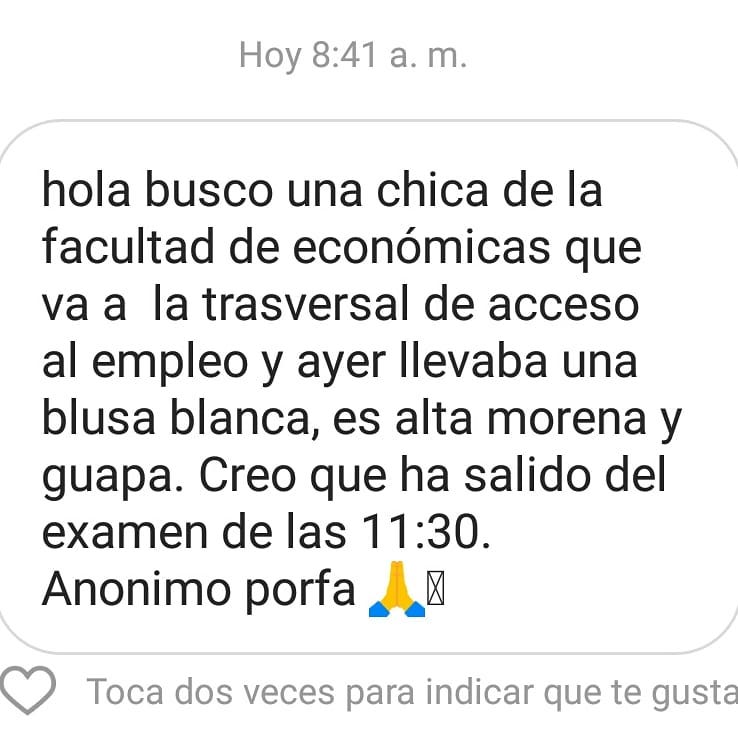 Hoy 8:41 a. m.
hola busco una chica de la
facultad de económicas que
va a  la trasversal de acceso
al empleo y ayer llevaba una
blusa blanca, es alta morena y
guapa. Creo que ha salido del
examen de las 11:30.
Anonimo porfa 🙏
Toca dos veces para indicar que te gusta